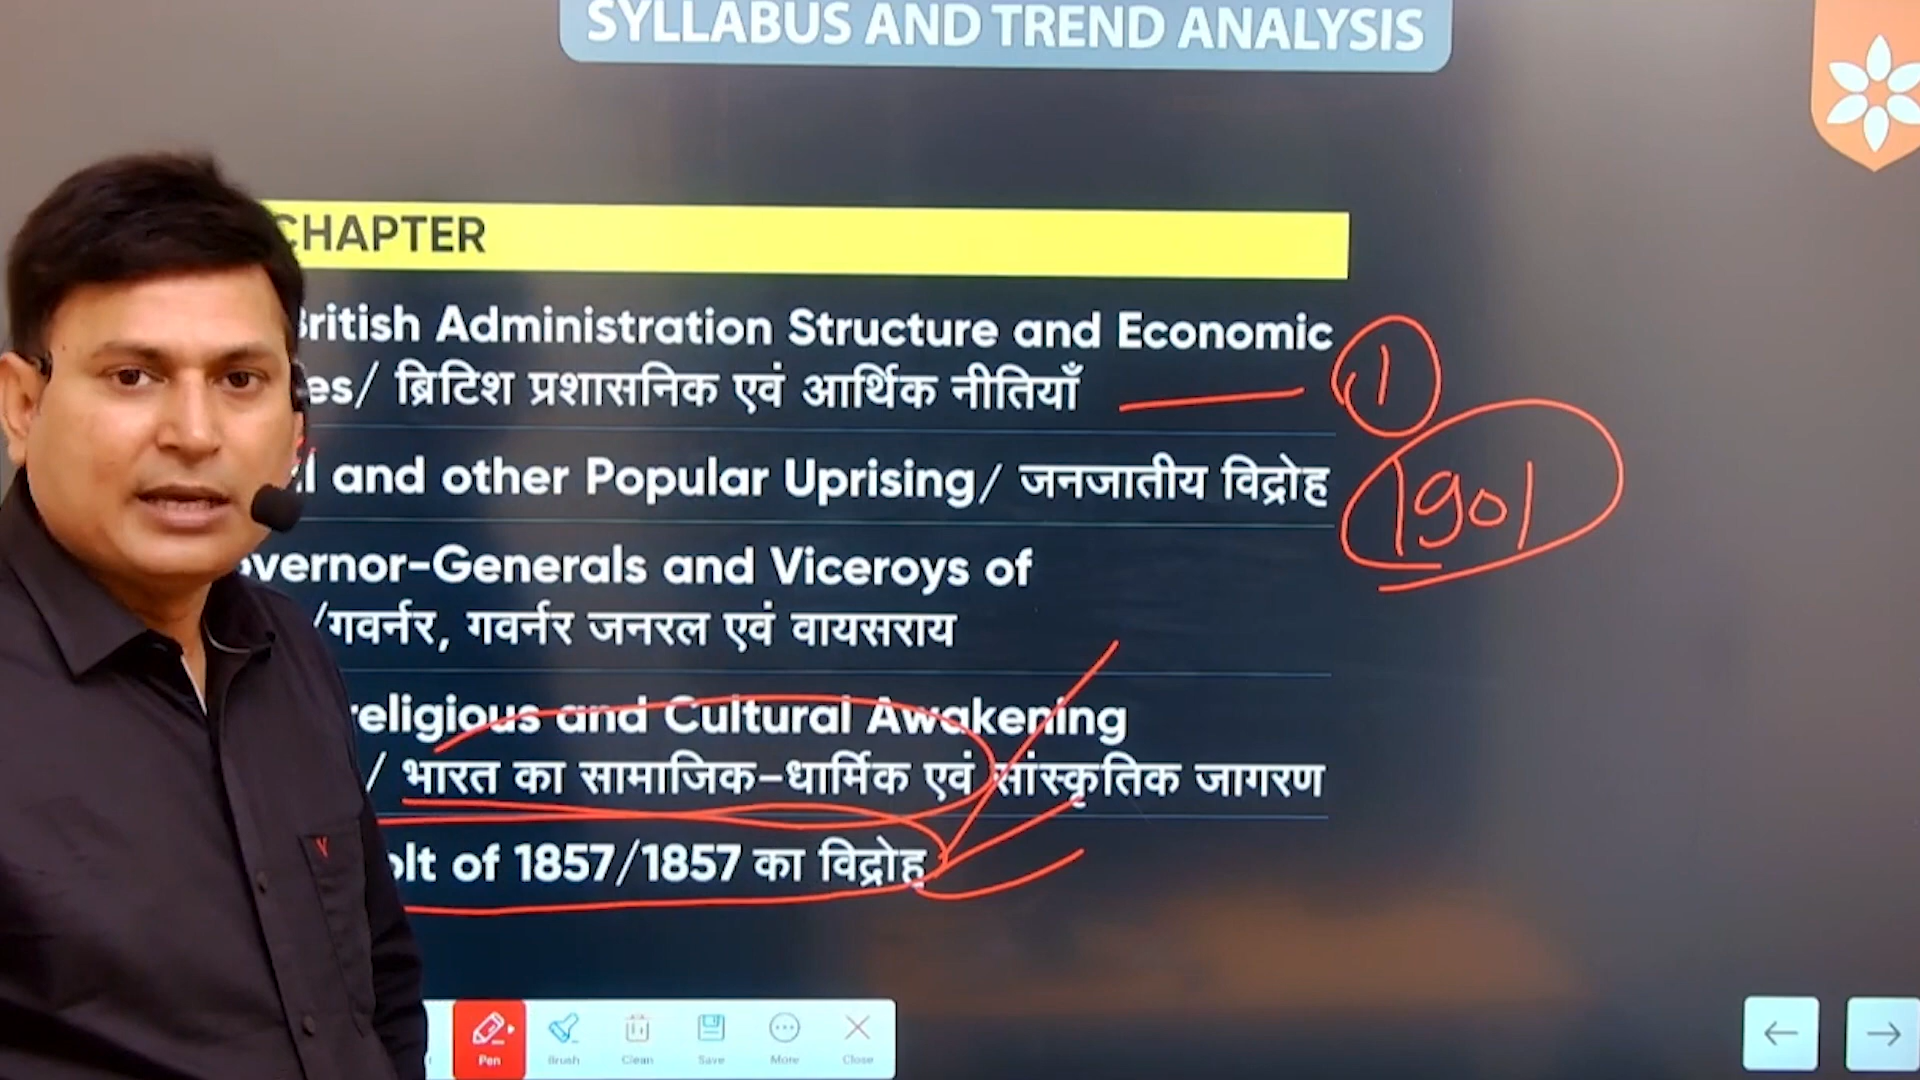 SYLLABUS AND TREND ANALYSIS
CHAPTER
British Administration Structure and Economic
es/ ब्रिटिश प्रशासनिक एवं आर्थिक नीतियाँ
1
l and other Popular Uprising/ जनजातीय विद्रोह
1901
overnor-Generals and Viceroys of
/गवर्नर, गवर्नर जनरल एवं वायसराय
religious and Cultural Awakening
/ भारत का सामाजिक-धार्मिक एवं सांस्कृतिक जागरण
olt of 1857/1857 का विद्रोह
Pen Brush Clean Save More Close